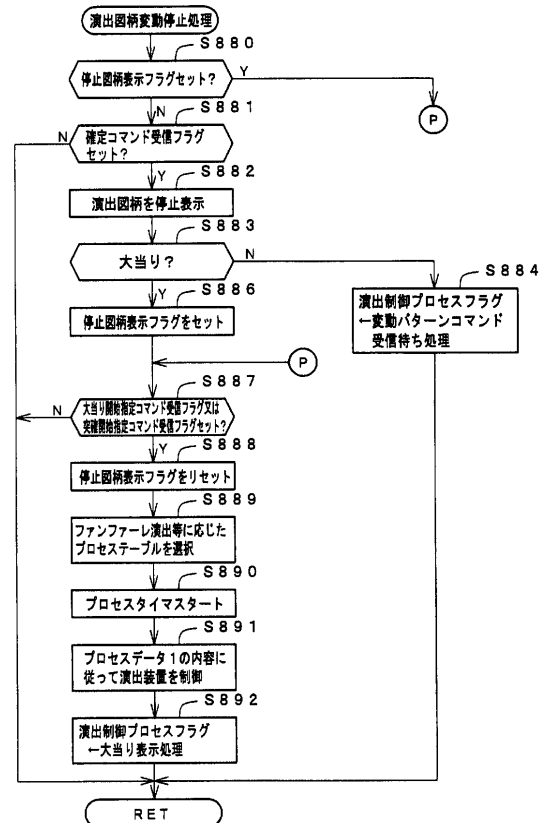 演出図柄変動停止処理
S880
停止図柄表示フラグセット?
Y
N
P
S881
N
確定コマンド受信フラグ
セット?
Y
S882
演出図柄を停止表示
S883
大当り?
N
Y
S884
演出制御プロセスフラグ
←変動パターンコマンド
受信待ち処理
S886
停止図柄表示フラグをセット
P
S887
N
大当り開始指定コマンド受信フラグ又は
突確開始指定コマンド受信フラグセット?
Y
S888
停止図柄表示フラグをリセット
S889
ファンファーレ演出等に応じた
プロセステーブルを選択
S890
プロセスタイマスタート
S891
プロセスデータ1の内容に
従って演出装置を制御
S892
演出制御プロセスフラグ
←大当り表示処理
RET